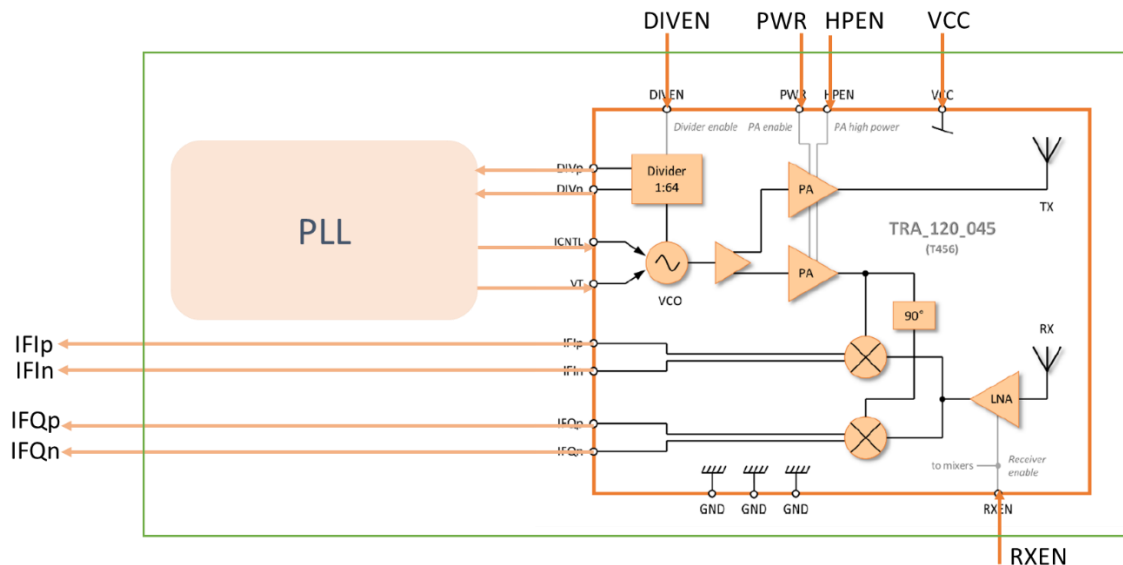 DIVEN PWR HPEN VCC
DIVEN PWR HPEN VCC
Divider enable PA enable PA high power
DIVp
DIVn
Divider
1:64
PA
TX
PLL
TRA_120_045
(T456)
ICNTL
VT
VCO
PA
90°
RX
IFIp IFIp
IFIn IFIn
LNA
IFQp IFQp
IFQn IFQn
to mixers
Receiver
enable
GND GND GND RXEN
RXEN